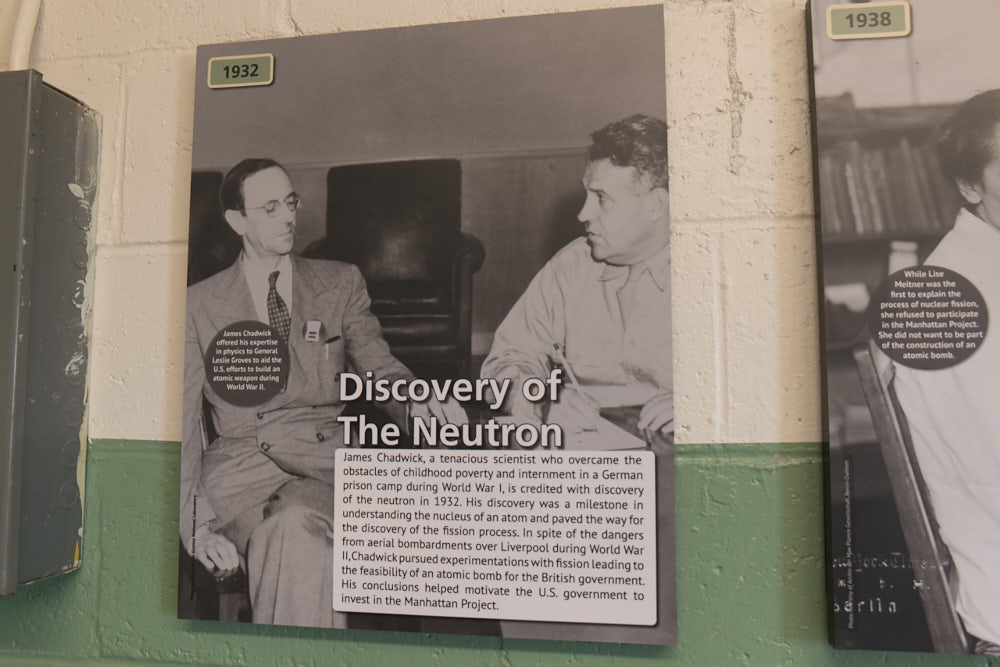 1932
James Chadwick
offered his expertise
in physics to General
Leslie Groves to aid the
U.S. efforts to build an
atomic weapon during
World War II.
Discovery of
The Neutron
James Chadwick, a tenacious scientist who overcame the
obstacles of childhood poverty and internment in a German
prison camp during World War I, is credited with discovery
of the neutron in 1932. His discovery was a milestone in
understanding the nucleus of an atom and paved the way for
the discovery of the fission process. In spite of the dangers
from aerial bombardments over Liverpool during World War
II, Chadwick pursued experimentations with fission leading to
the feasibility of an atomic bomb for the British government.
His conclusions helped motivate the U.S. government to
invest in the Manhattan Project.
National Laboratory
1938
While Lise
Meitner was the
first to explain the
process of nuclear fission,
she refused to participate
in the Manhattan Project.
She did not want to be part
of the construction of an
atomic bomb.
Berlin